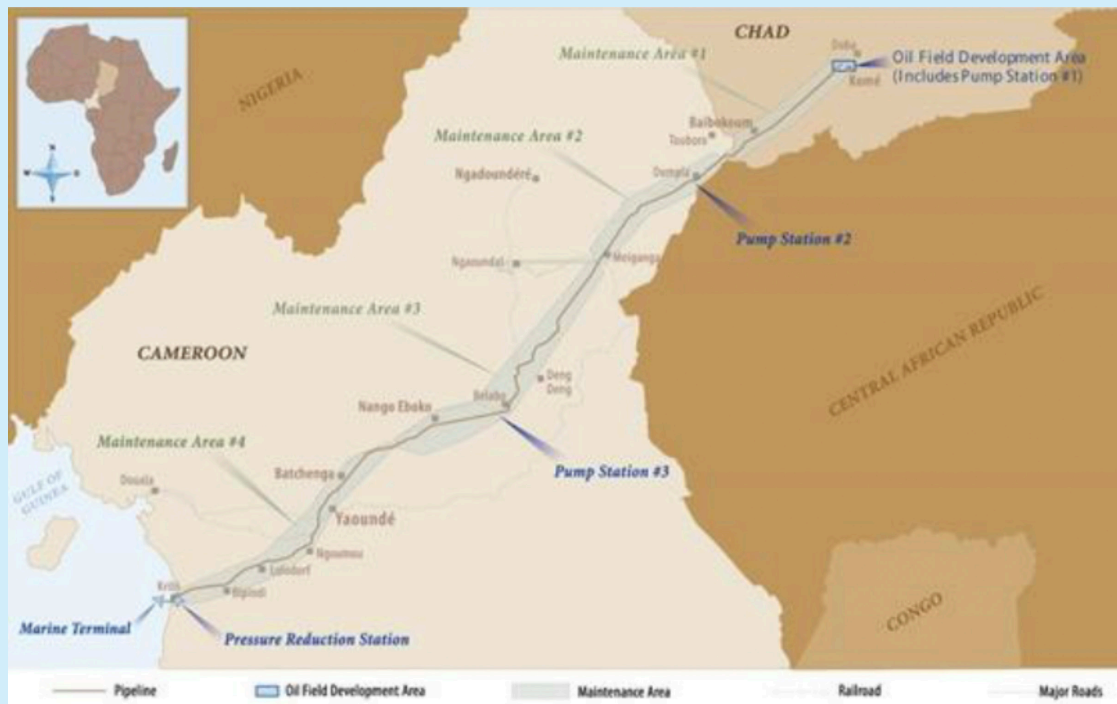 CHAD
Maintenance Area #1
Doba
Oil Field Development Area
(Includes Pump Station #1)
Komé
NIGERIA
Baibokoum
Touboro
Maintenance Area #2
N
W
S
Ngadoundéré
Dompla
Pump Station #2
Meiganga
Ngaoundal
Maintenance Area #3
CENTRAL AFRICAN REPUBLIC
CAMEROON
Deng
Deng
Belabo
Nango Eboko
Maintenance Area #4
Pump Station #3
Batchenga
GULF OF
GUINEA
Douala
Yaoundé
Ngoumou
Lolodorf
Kribi
Bipindi
CONGO
Marine Terminal
Pressure Reduction Station
Pipeline
Oil Field Development Area
Maintenance Area
Railroad
Major Roads